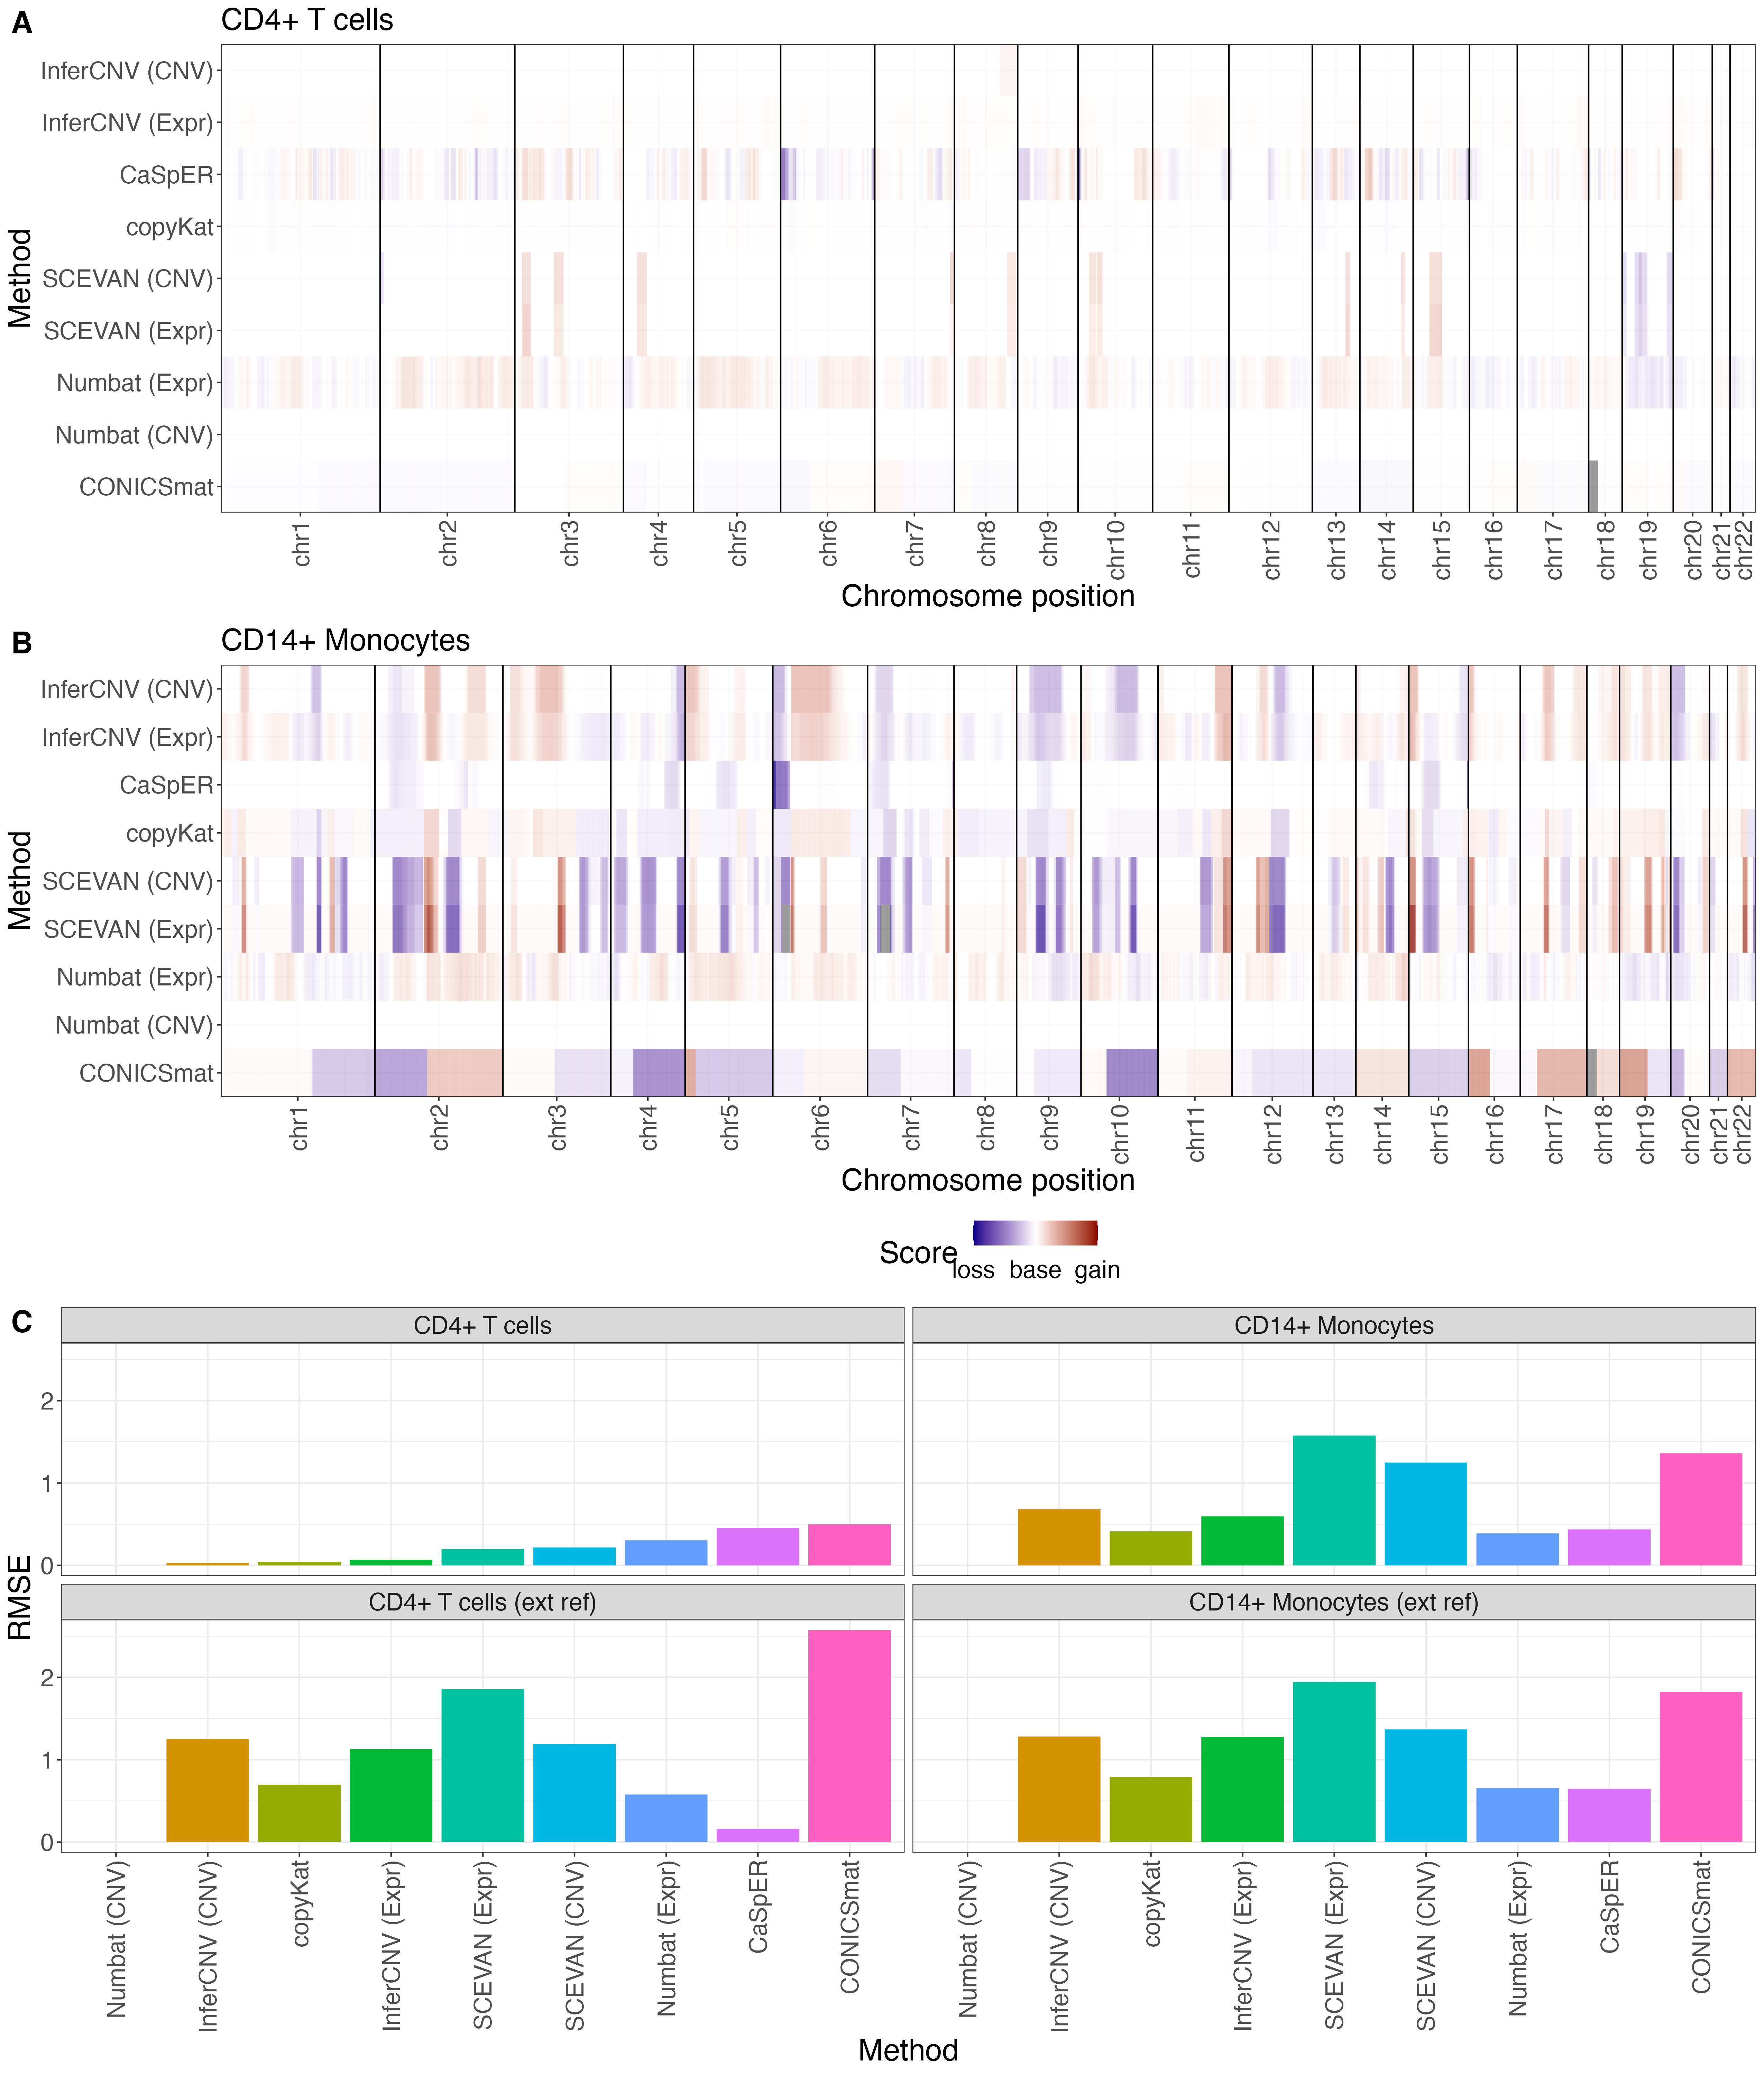 A
CD4+ T cells
Method
InferCNV (CNV)
InferCNV (Expr)
CaSpER
copyKat
SCEVAN (CNV)
SCEVAN (Expr)
Numbat (Expr)
Numbat (CNV)
CONICSmat
chr1 chr2 chr3 chr4 chr5 chr6 chr7 chr8 chr9 chr10 chr11 chr12 chr13 chr14 chr15 chr16 chr17 chr18 chr19 chr20 chr21 chr22
Chromosome position
B
CD14+ Monocytes
Method
InferCNV (CNV)
InferCNV (Expr)
CaSpER
copyKat
SCEVAN (CNV)
SCEVAN (Expr)
Numbat (Expr)
Numbat (CNV)
CONICSmat
chr1 chr2 chr3 chr4 chr5 chr6 chr7 chr8 chr9 chr10 chr11 chr12 chr13 chr14 chr15 chr16 chr17 chr18 chr19 chr20 chr21 chr22
Chromosome position
Score
loss base gain
C
CD4+ T cells
CD14+ Monocytes
2
1
0
RMSE
CD4+ T cells (ext ref)
CD14+ Monocytes (ext ref)
2
1
0
Numbat (CNV)
InferCNV (CNV)
copyKat
InferCNV (Expr)
SCEVAN (Expr)
SCEVAN (CNV)
Numbat (Expr)
CaSpER
CONICSmat
Numbat (CNV)
InferCNV (CNV)
copyKat
InferCNV (Expr)
SCEVAN (Expr)
SCEVAN (CNV)
Numbat (Expr)
CaSpER
CONICSmat
Method